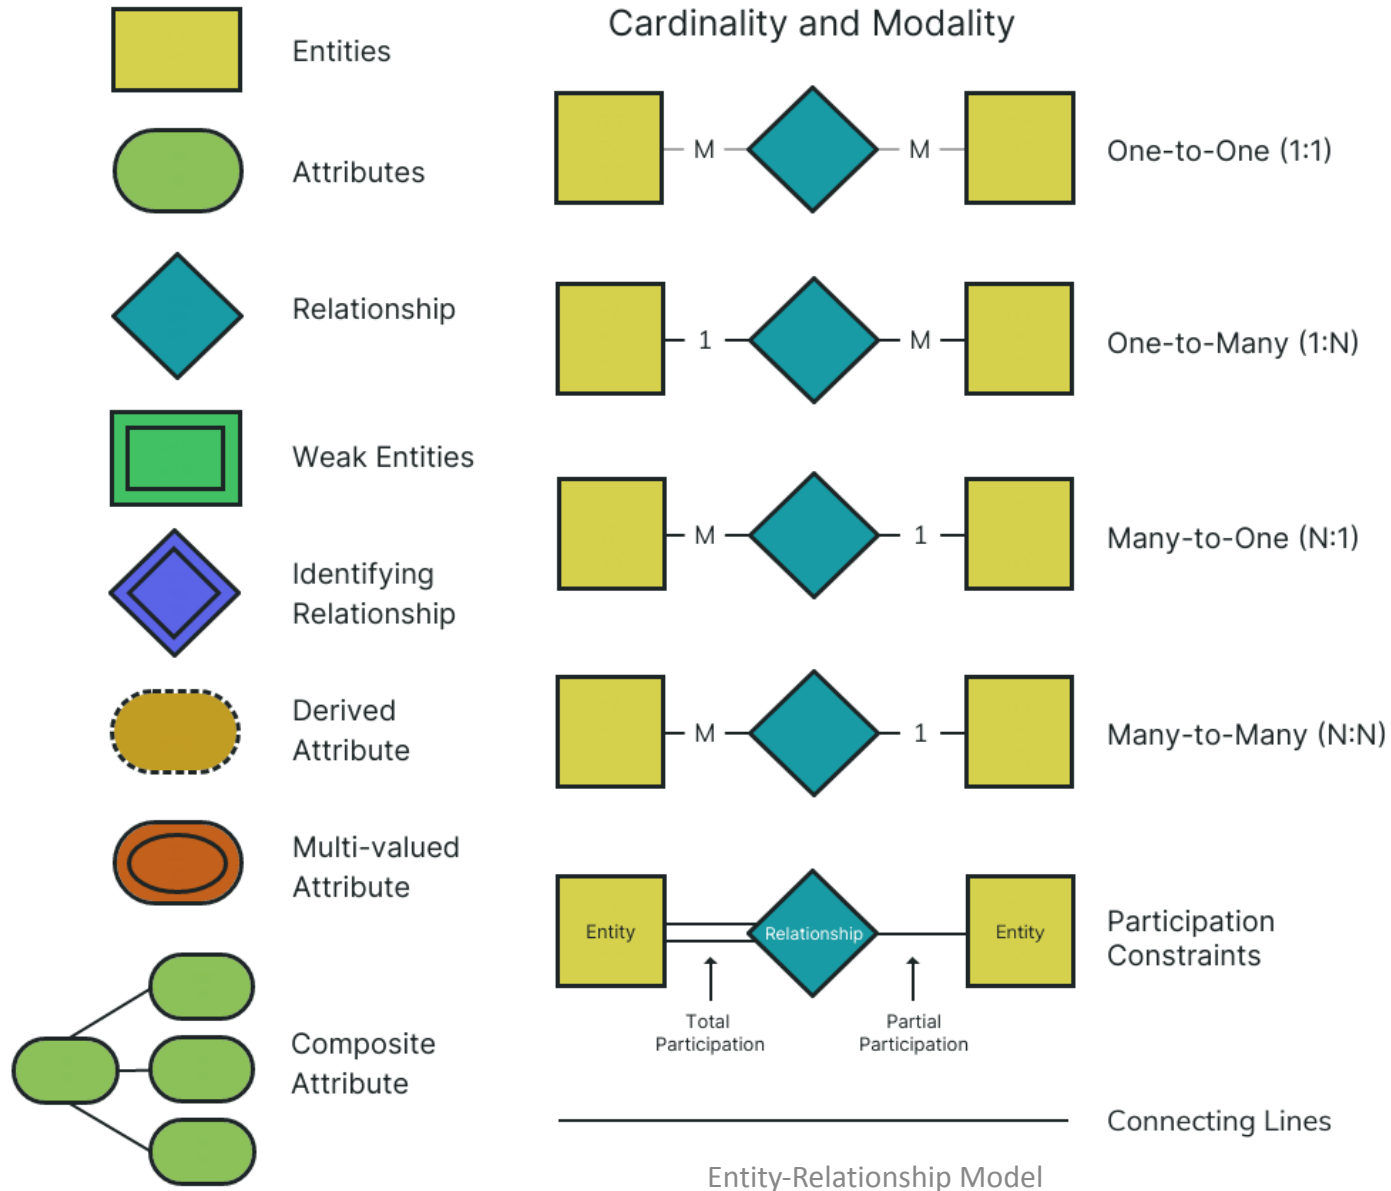 Entities
Attributes
Relationship
Weak Entities
Identifying
Relationship
Derived
Attribute
Multi-valued
Attribute
Composite
Attribute
Cardinality and Modality
M M One-to-One (1:1)
1 M One-to-Many (1:N)
M 1 Many-to-One (N:1)
M 1 Many-to-Many (N:N)
Entity Relationship Entity
Participation
Constraints
Total
Participation
Partial
Participation
Connecting Lines
Entity-Relationship Model